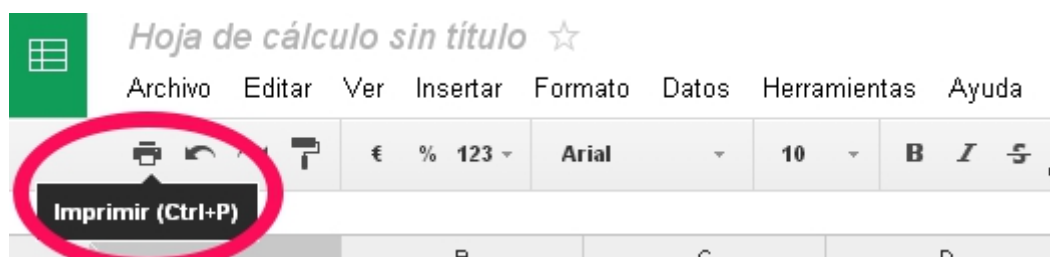 Hoja de cálculo sin título
Archivo Editar Ver Insertar Formato Datos Herramientas Ayuda
€ % 123 Arial 10 B I S
Imprimir (Ctrl+P)